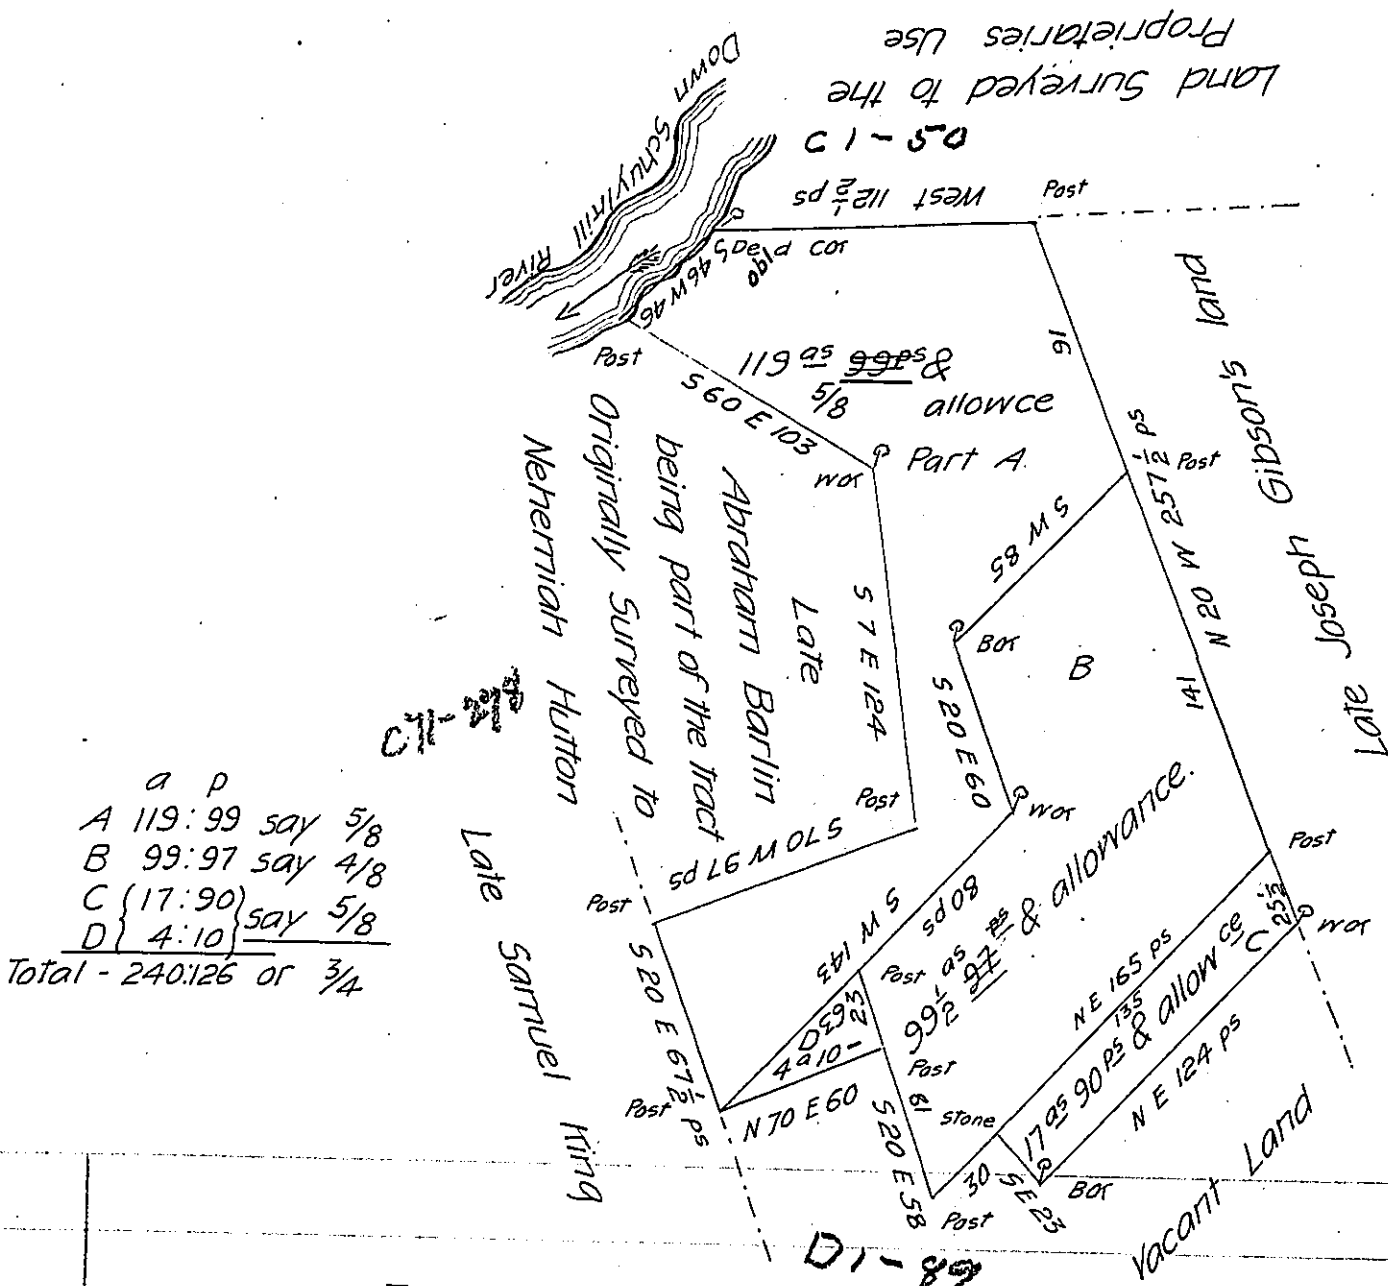 Land Surveyed to the
Proprietaries Use
C1-50
Down
Schuylkill
River
West 112½ ps
Post
Dead cor
S 46 W 46
190
Post
119 as 99 ps &
5/8
allowce
Part A
S 60 E 103
wor
16
Late Joseph Gibson's land
N 20 W 257½ ps
Post
S W 85
Bor
B
141
S 20 E 60
wor
S 7 E 124
Post
Late
Abraham Barlin
being part of the Tract
Originally Surveyed to
Nehemiah Hutton
S 70 W 97 ps
Post
Late Samuel King
S 20 E 67½ ps
Post
S W 143
80 ps
Post
23
D 63
4 a 10 -
N 70 E 60
Post
61
S 20 E 58
Post
99½ as 97 ps & allowance.
Post
25½
wor
C
N E 165 ps
135
17 as 90 ps & allow ce
N E 124 ps
stone
30
S E 23
Bor
Vacant Land
D1-
a p
A 119:99 say 5/8
B 99:97 say 4/8
C {17:90} say 5/8
D { 4:10}
Total - 240:126 or 3/4